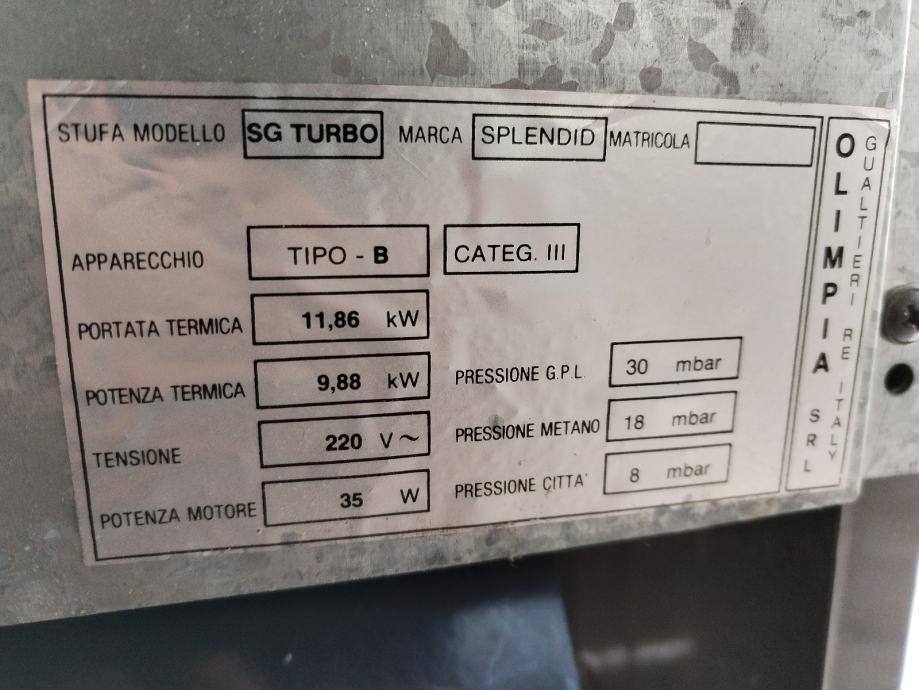 STUFA MODELLO SG TURBO MARCA SPLENDID MATRICOLA
APPARECCHIO TIPO - B CATEG. III
PORTATA TERMICA 11,86 kW
POTENZA TERMICA 9,88 kW
PRESSIONE G.P.L. 30 mbar
TENSIONE 220 V ~
PRESSIONE METANO 18 mbar
POTENZA MOTORE 35 W
PRESSIONE CITTA' 8 mbar
OLIMPIA SRL
GUALTIERI RE ITALY